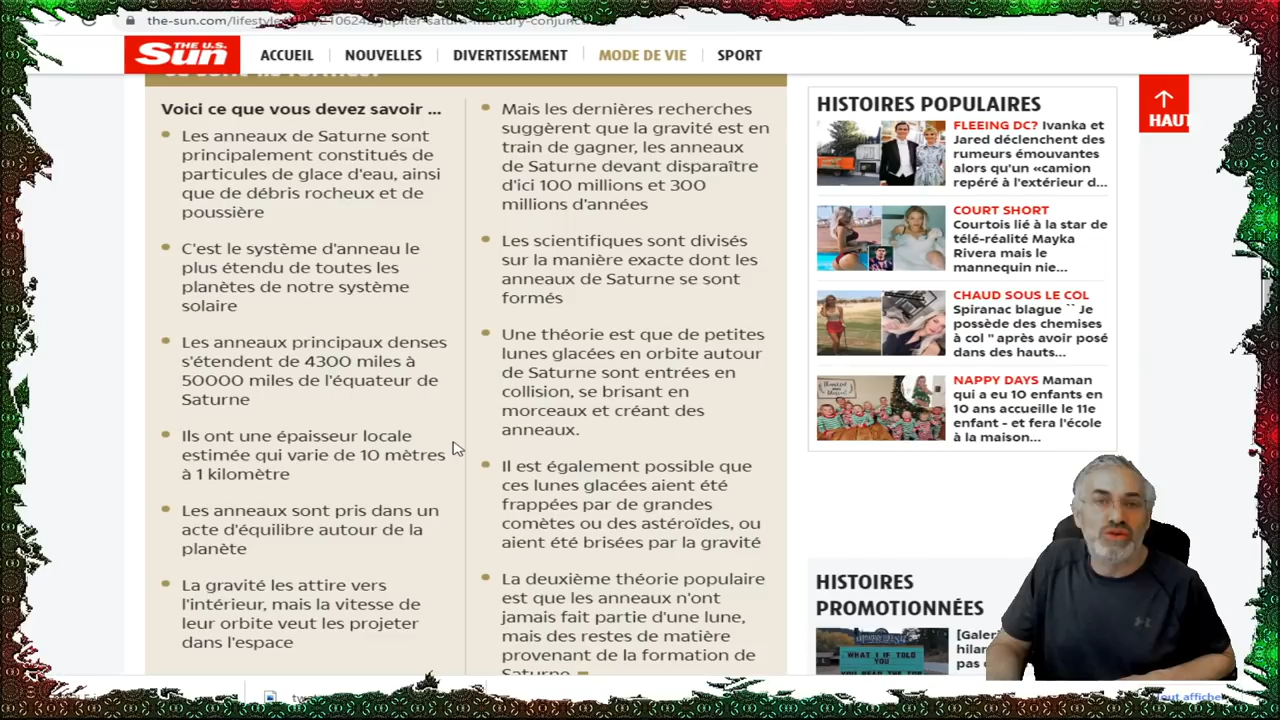 the-sun.com/lifestyle
jupiter-saturn-mercury-conjunc
THE U.S. Sun
ACCUEIL
NOUVELLES
DIVERTISSEMENT
MODE DE VIE
SPORT
Voici ce que vous devez savoir ...
Les anneaux de Saturne sont
principalement constitués de
particules de glace d'eau, ainsi
que de débris rocheux et de
poussière
C'est le système d'anneau le
plus étendu de toutes les
planètes de notre système
solaire
Les anneaux principaux denses
s'étendent de 4300 miles à
50000 miles de l'équateur de
Saturne
Ils ont une épaisseur locale
estimée qui varie de 10 mètres
à 1 kilomètre
Les anneaux sont pris dans un
acte d'équilibre autour de la
planète
La gravité les attire vers
l'intérieur, mais la vitesse de
leur orbite veut les projeter
dans l'espace
Mais les dernières recherches
suggèrent que la gravité est en
train de gagner, les anneaux
de Saturne devant disparaître
d'ici 100 millions et 300
millions d'années
Les scientifiques sont divisés
sur la manière exacte dont les
anneaux de Saturne se sont
formés
Une théorie est que de petites
lunes glacées en orbite autour
de Saturne sont entrées en
collision, se brisant en
morceaux et créant des
anneaux.
Il est également possible que
ces lunes glacées aient été
frappées par de grandes
comètes ou des astéroïdes, ou
aient été brisées par la gravité
La deuxième théorie populaire
est que les anneaux n'ont
jamais fait partie d'une lune,
mais des restes de matière
provenant de la formation de
Saturne
HISTOIRES POPULAIRES
FLEEING DC? Ivanka et
Jared déclenchent des
rumeurs émouvantes
alors qu'un «camion
repéré à l'extérieur d...
COURT SHORT
Courtois lié à la star de
télé-réalité Mayka
Rivera mais le
mannequin nie...
CHAUD SOUS LE COL
Spiranac blague `` Je
possède des chemises
à col '' après avoir posé
dans des hauts...
NAPPY DAYS Maman
qui a eu 10 enfants en
10 ans accueille le 11e
enfant - et fera l'école
à la maison...
HAUT
HISTOIRES
PROMOTIONNÉES
[Galer
hilar
pas d
WHAT I IF TOLD
YOU
YOU READ THE TOP